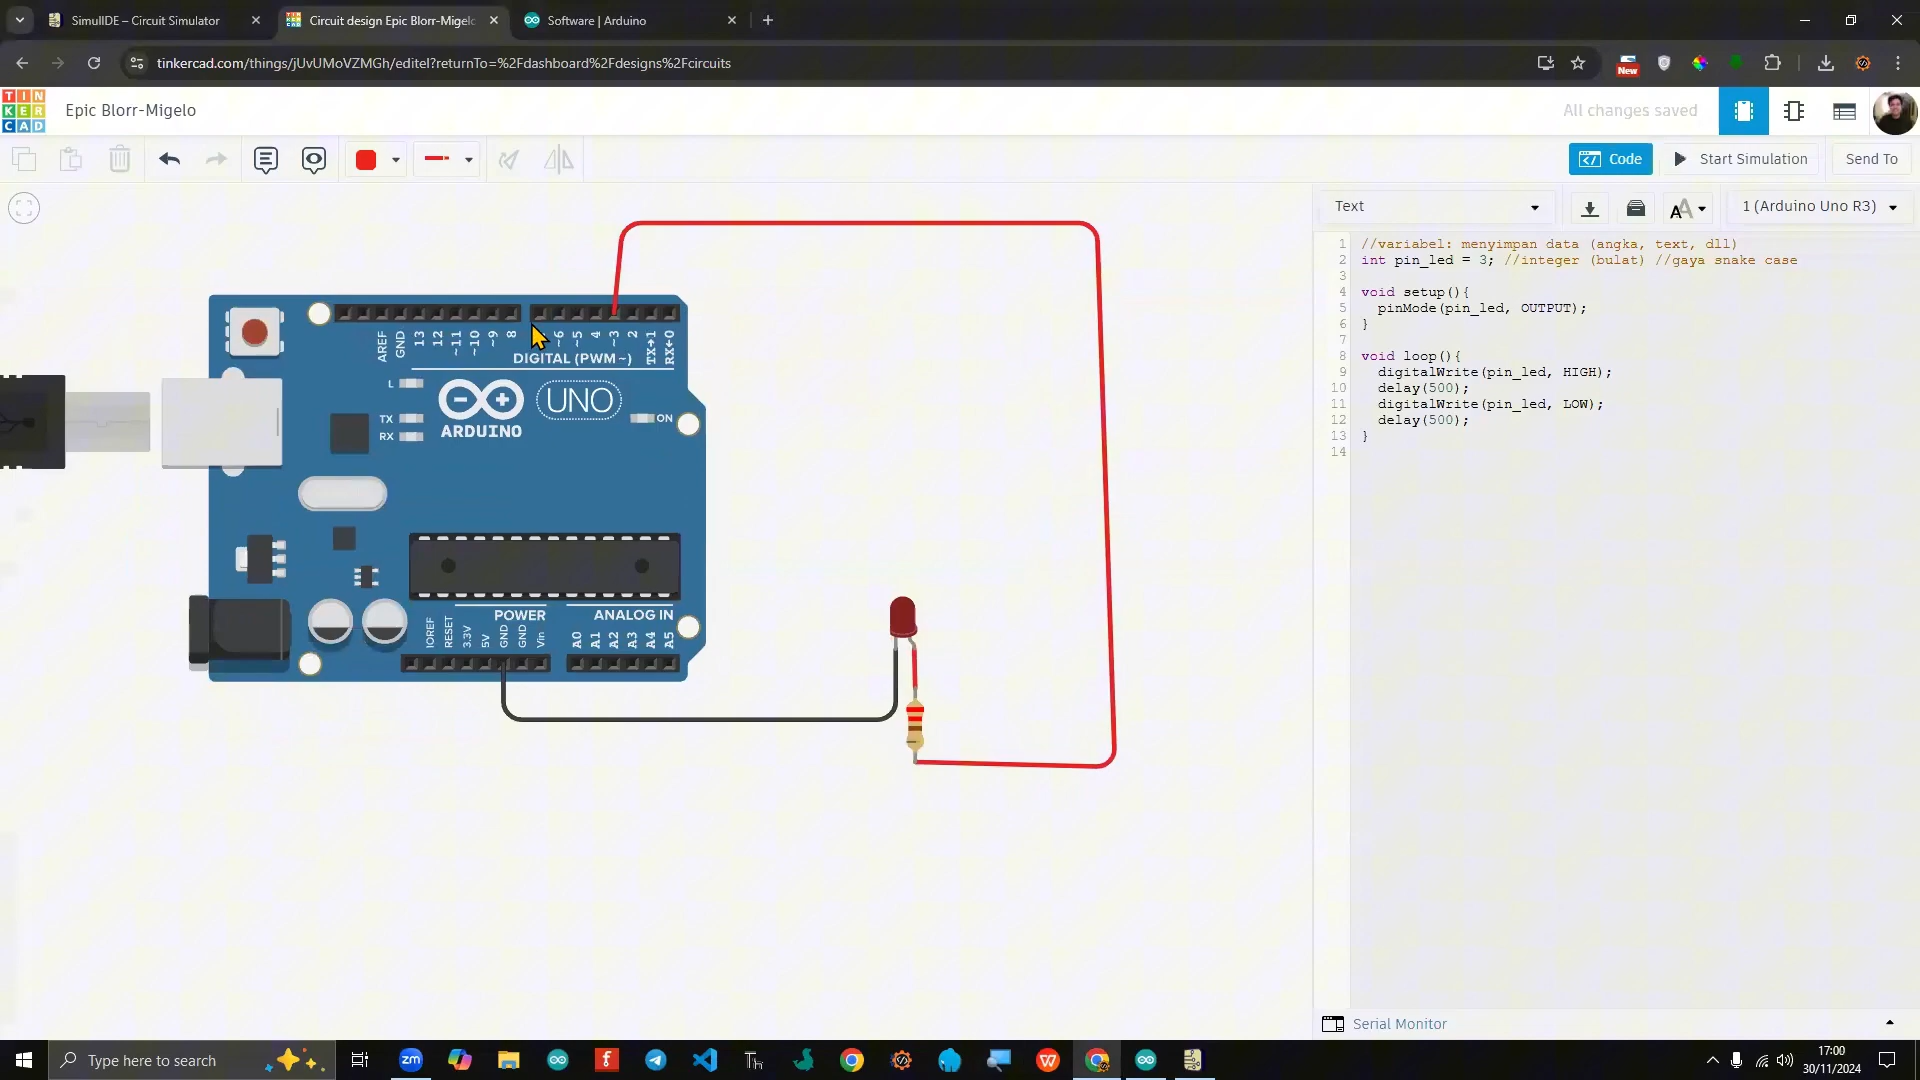 SimulIDE – Circuit Simulator
Circuit design Epic Blorr-Migelo
Software | Arduino
tinkercad.com/things/jUvUMoVZMGh/editel?returnTo=%2Fdashboard%2Fdesigns%2Fcircuits
New
TIN
KER
CAD
Epic Blorr-Migelo
All changes saved
Code
Start Simulation
Send To
Text
1 (Arduino Uno R3)
1 //variabel: menyimpan data (angka, text, dll)
2 int pin_led = 3; //integer (bulat) //gaya snake case
3
4 void setup(){
5 pinMode(pin_led, OUTPUT);
6 }
7
8 void loop(){
9 digitalWrite(pin_led, HIGH);
10 delay(500);
11 digitalWrite(pin_led, LOW);
12 delay(500);
13 }
14
AREF
GND
13
12
~11
~10
~9
8
~6
~5
4
~3
2
TX→1
RX←0
DIGITAL (PWM~)
L
TX
RX
UNO
ON
ARDUINO
POWER
ANALOG IN
IOREF
RESET
3.3V
5V
GND
GND
Vin
A0
A1
A2
A3
A4
A5
Serial Monitor
Type here to search
zm
17:00
30/11/2024